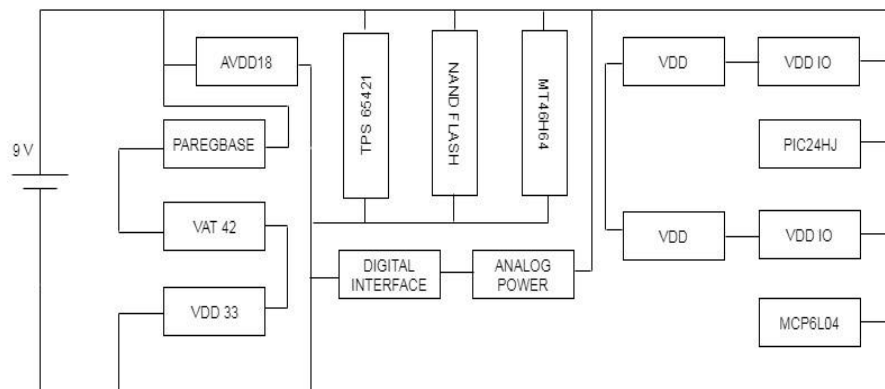 AVDD18
TPS 65421
NAND FLASH
MT46H64
VDD
VDD IO
9 V
PAREGBASE
PIC24HJ
VAT 42
VDD
VDD IO
DIGITAL
INTERFACE
ANALOG
POWER
VDD 33
MCP6L04